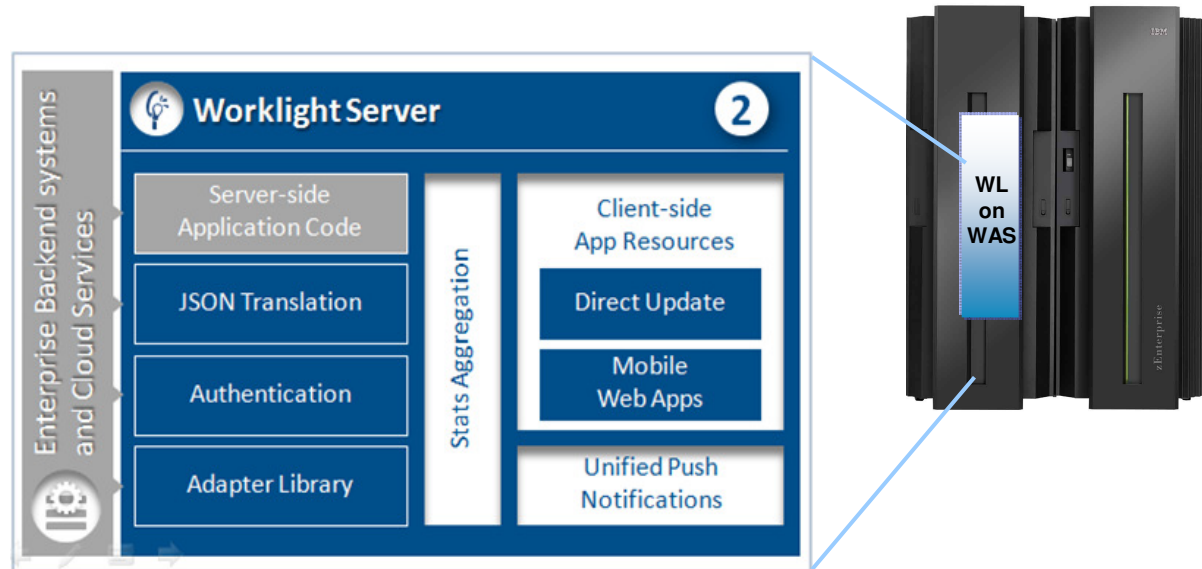 Enterprise Backend systems
and Cloud Services
Worklight Server
2
Server-side
Application Code
JSON Translation
Authentication
Adapter Library
Stats Aggregation
Client-side
App Resources
Direct Update
Mobile
Web Apps
Unified Push
Notifications
IBM
WL
on
WAS
zEnterprise